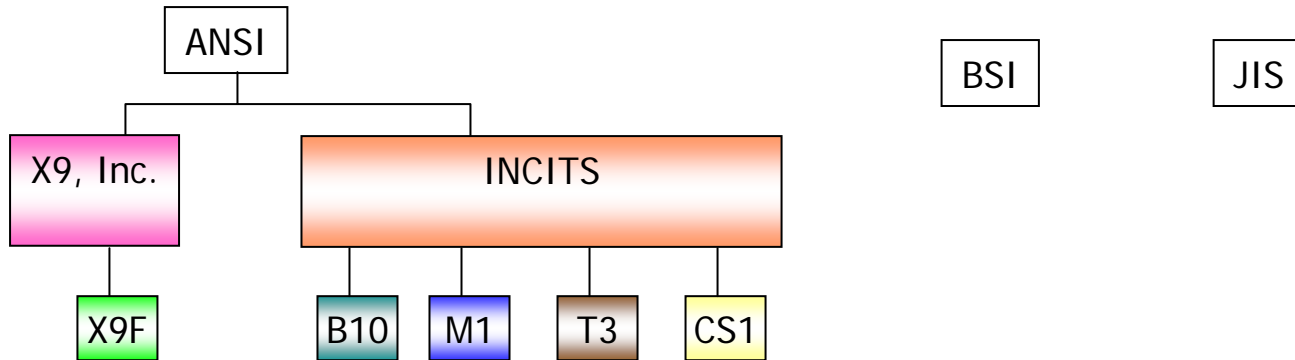 ANSI
BSI
JIS
X9, Inc.
INCITS
X9F
B10
M1
T3
CS1